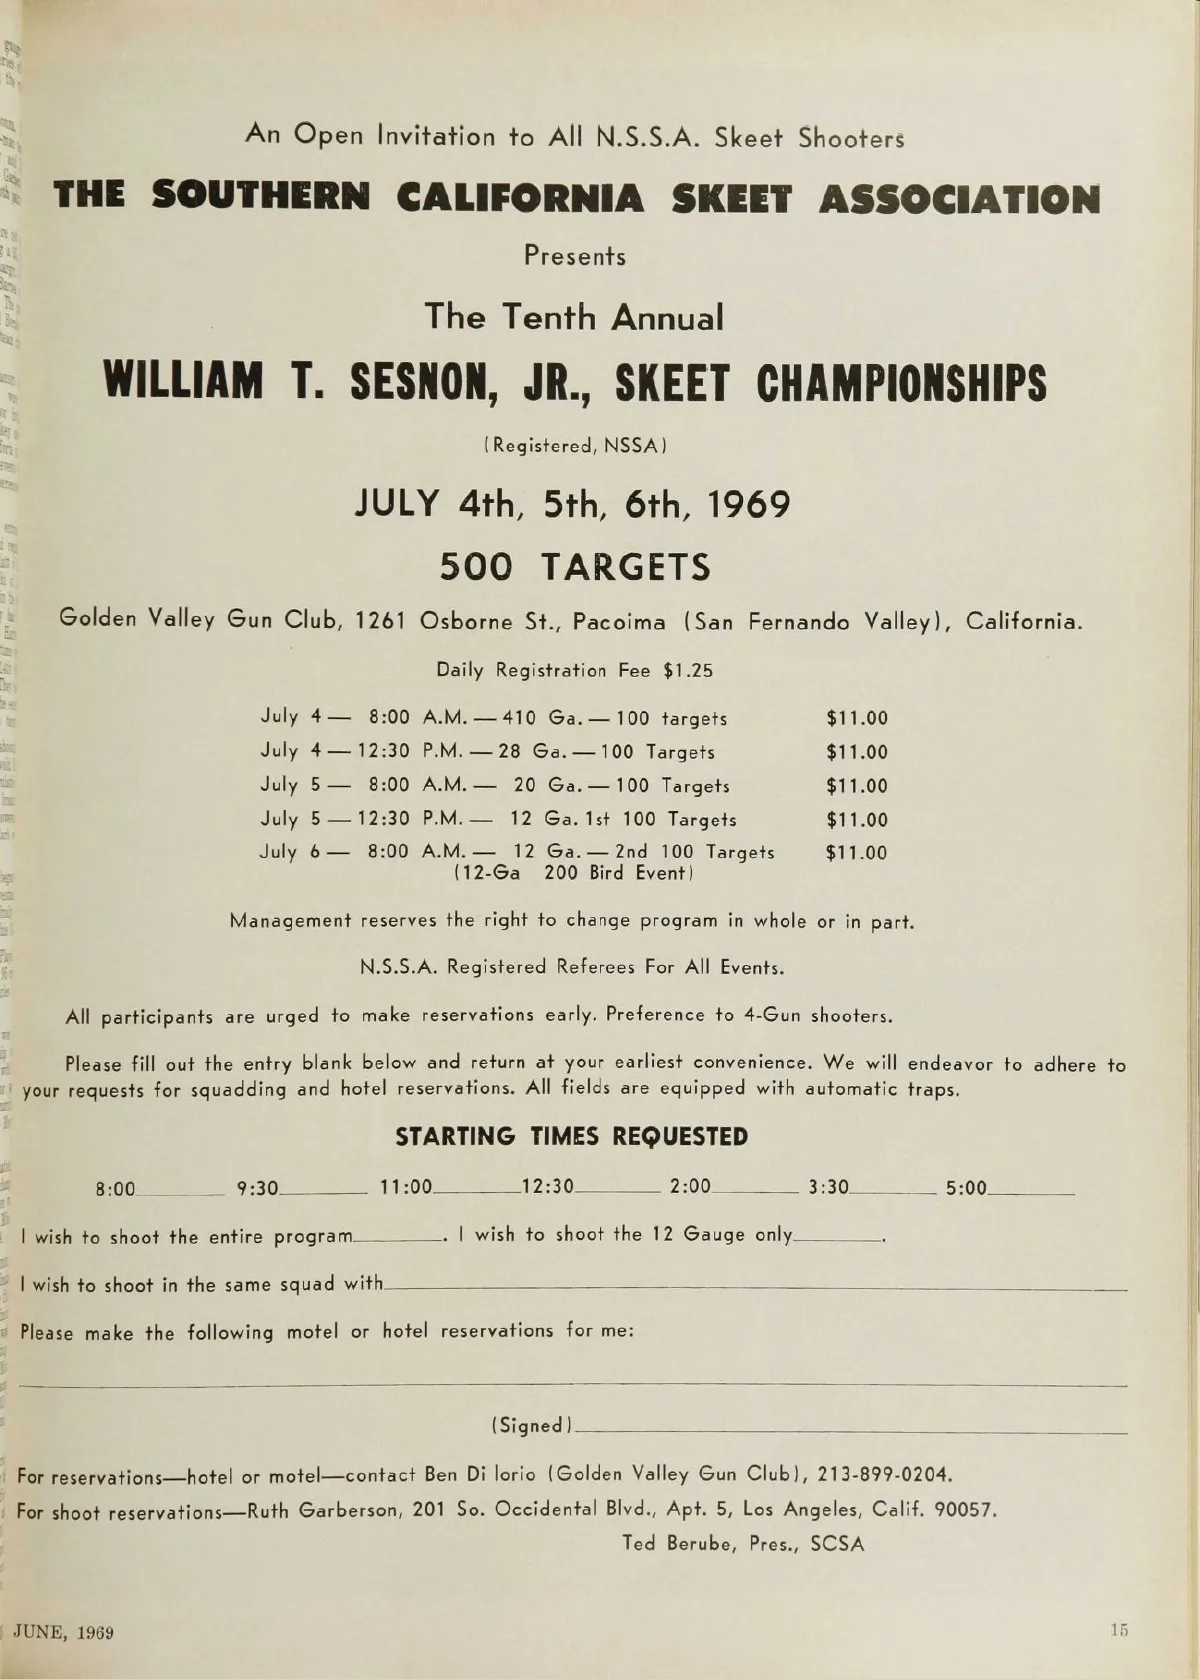 An Open Invitation to All N.S.S.A. Skeet Shooters
THE SOUTHERN CALIFORNIA SKEET ASSOCIATION
Presents
The Tenth Annual
WILLIAM T. SESNON, JR., SKEET CHAMPIONSHIPS
(Registered, NSSA)
JULY 4th, 5th, 6th, 1969
500 TARGETS
Golden Valley Gun Club, 1261 Osborne St., Pacoima (San Fernando Valley), California.
Daily Registration Fee $1.25
July 4 — 8:00 A.M. — 410 Ga. — 100 targets $11.00
July 4 — 12:30 P.M. — 28 Ga. — 100 Targets $11.00
July 5 — 8:00 A.M. — 20 Ga. — 100 Targets $11.00
July 5 — 12:30 P.M. — 12 Ga. 1st 100 Targets $11.00
July 6 — 8:00 A.M. — 12 Ga. — 2nd 100 Targets $11.00
(12-Ga 200 Bird Event)
Management reserves the right to change program in whole or in part.
N.S.S.A. Registered Referees For All Events.
All participants are urged to make reservations early. Preference to 4-Gun shooters.
Please fill out the entry blank below and return at your earliest convenience. We will endeavor to adhere to
your requests for squadding and hotel reservations. All fields are equipped with automatic traps.
STARTING TIMES REQUESTED
8:00________ 9:30________ 11:00________12:30________ 2:00________ 3:30________ 5:00________
I wish to shoot the entire program________. I wish to shoot the 12 Gauge only________.
I wish to shoot in the same squad with________
Please make the following motel or hotel reservations for me:
(Signed)________
For reservations—hotel or motel—contact Ben Di Iorio (Golden Valley Gun Club), 213-899-0204.
For shoot reservations—Ruth Garberson, 201 So. Occidental Blvd., Apt. 5, Los Angeles, Calif. 90057.
Ted Berube, Pres., SCSA
JUNE, 1969 15